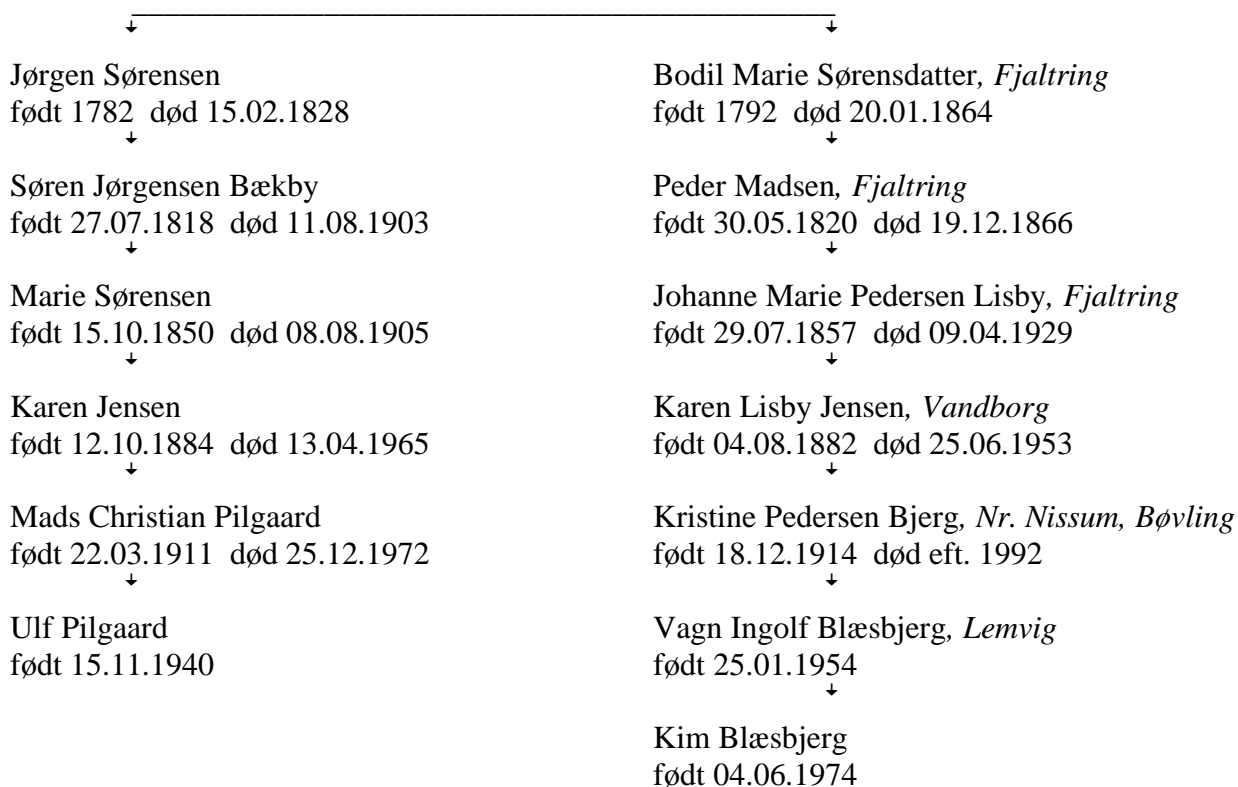 Jørgen Sørensen
født 1782 død 15.02.1828
Søren Jørgensen Bækby
født 27.07.1818 død 11.08.1903
Marie Sørensen
født 15.10.1850 død 08.08.1905
Karen Jensen
født 12.10.1884 død 13.04.1965
Mads Christian Pilgaard
født 22.03.1911 død 25.12.1972
Ulf Pilgaard
født 15.11.1940
Bodil Marie Sørensdatter, Fjaltring
født 1792 død 20.01.1864
Peder Madsen, Fjaltring
født 30.05.1820 død 19.12.1866
Johanne Marie Pedersen Lisby, Fjaltring
født 29.07.1857 død 09.04.1929
Karen Lisby Jensen, Vandborg
født 04.08.1882 død 25.06.1953
Kristine Pedersen Bjerg, Nr. Nissum, Bøvling
født 18.12.1914 død eft. 1992
Vagn Ingolf Blæsbjerg, Lemvig
født 25.01.1954
Kim Blæsbjerg
født 04.06.1974